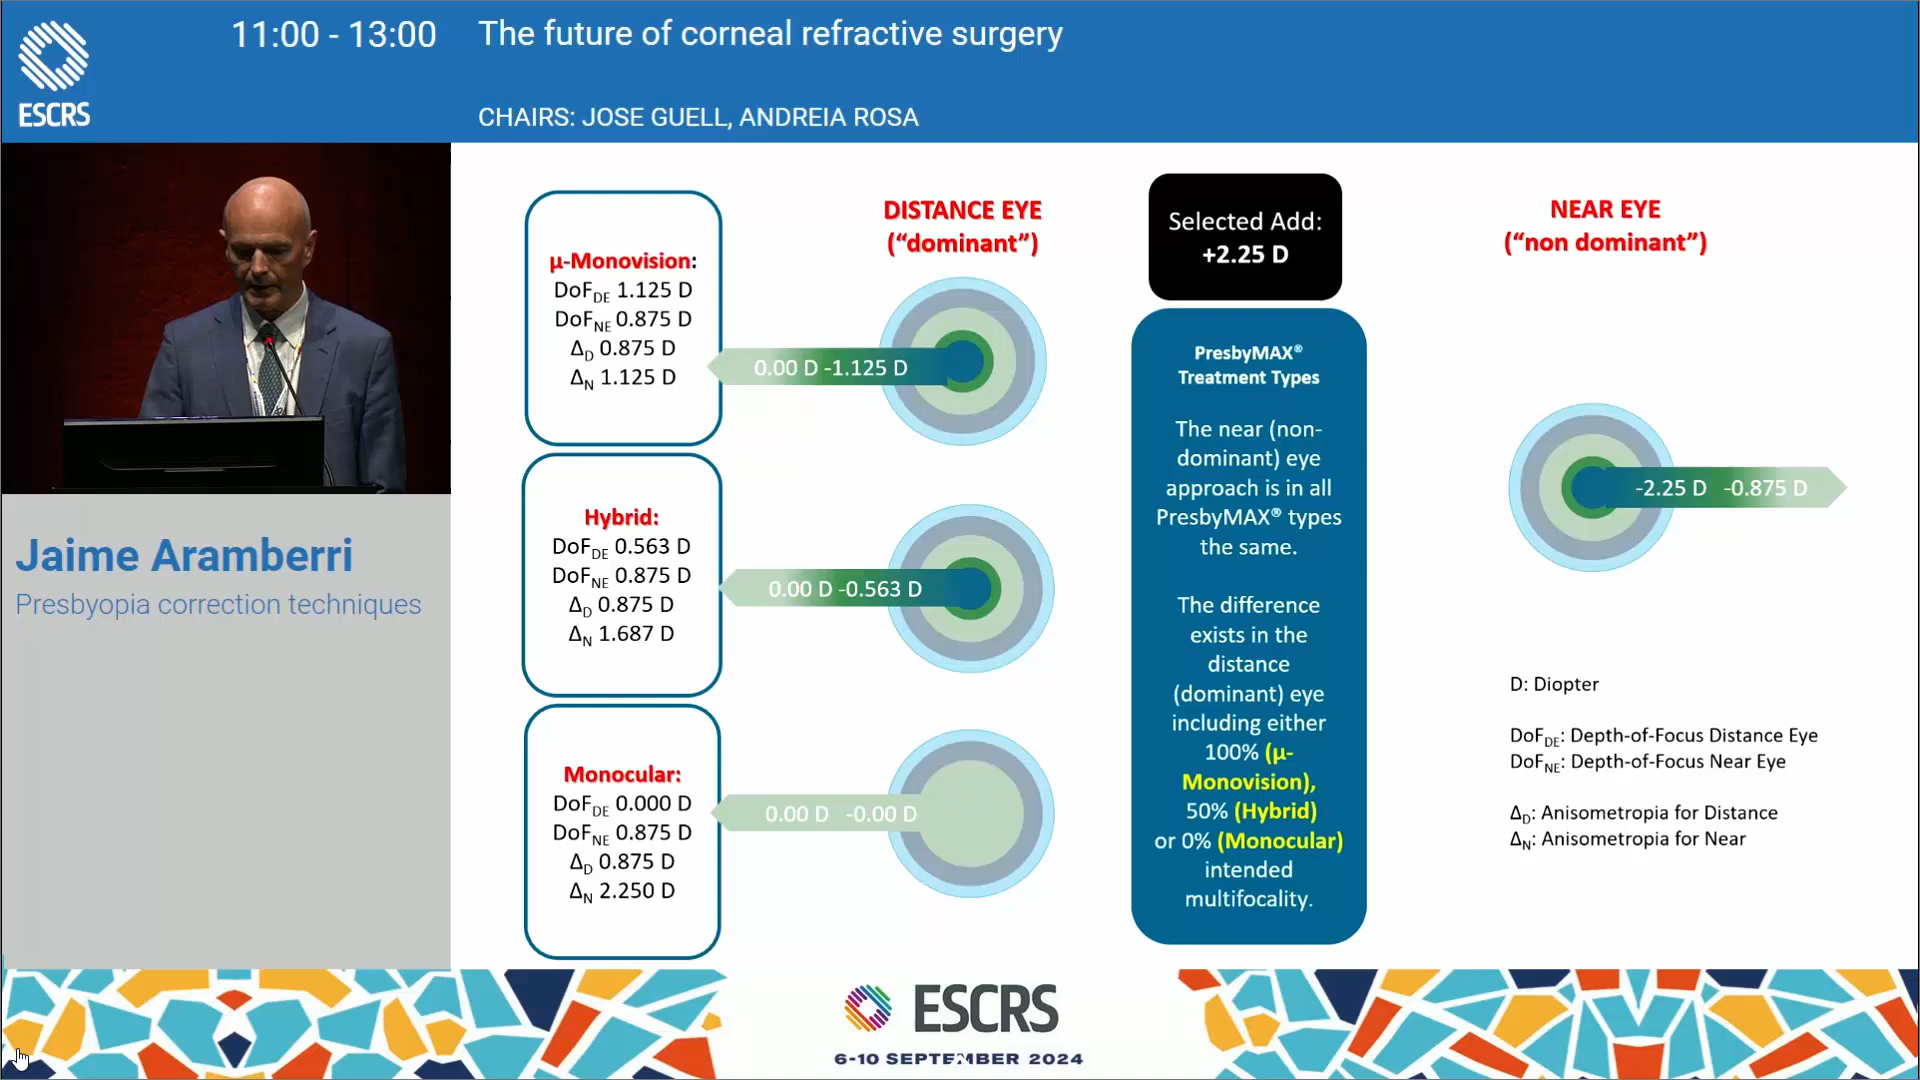 11:00 - 13:00
The future of corneal refractive surgery
ESCRS
CHAIRS: JOSE GUELL, ANDREIA ROSA
Jaime Aramberri
Presbyopia correction techniques
μ-Monovision:
DoFDE 1.125 D
DoFNE 0.875 D
ΔD 0.875 D
ΔN 1.125 D
Hybrid:
DoFDE 0.563 D
DoFNE 0.875 D
ΔD 0.875 D
ΔN 1.687 D
Monocular:
DoFDE 0.000 D
DoFNE 0.875 D
ΔD 0.875 D
ΔN 2.250 D
DISTANCE EYE
(“dominant”)
0.00 D -1.125 D
0.00 D -0.563 D
0.00 D -0.00 D
Selected Add:
+2.25 D
PresbyMAX®
Treatment Types
The near (non-
dominant) eye
approach is in all
PresbyMAX® types
the same.
The difference
exists in the
distance
(dominant) eye
including either
100% (μ-
Monovision),
50% (Hybrid)
or 0% (Monocular)
intended
multifocality.
NEAR EYE
(“non dominant”)
-2.25 D -0.875 D
D: Diopter
DoFDE: Depth-of-Focus Distance Eye
DoFNE: Depth-of-Focus Near Eye
ΔD: Anisometropia for Distance
ΔN: Anisometropia for Near
ESCRS
6-10 SEPTEMBER 2024